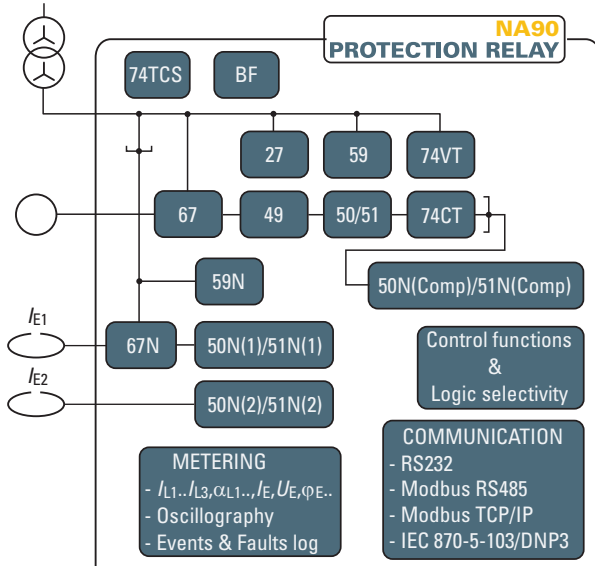 NA90
PROTECTION RELAY
74TCS
BF
27
59
74VT
67
49
50/51
74CT
59N
50N(Comp)/51N(Comp)
IE1
67N
50N(1)/51N(1)
Control functions
&
Logic selectivity
IE2
50N(2)/51N(2)
METERING
- IL1..IL3,αL1..,IE,UE,φE..
- Oscillography
- Events & Faults log
COMMUNICATION
- RS232
- Modbus RS485
- Modbus TCP/IP
- IEC 870-5-103/DNP3